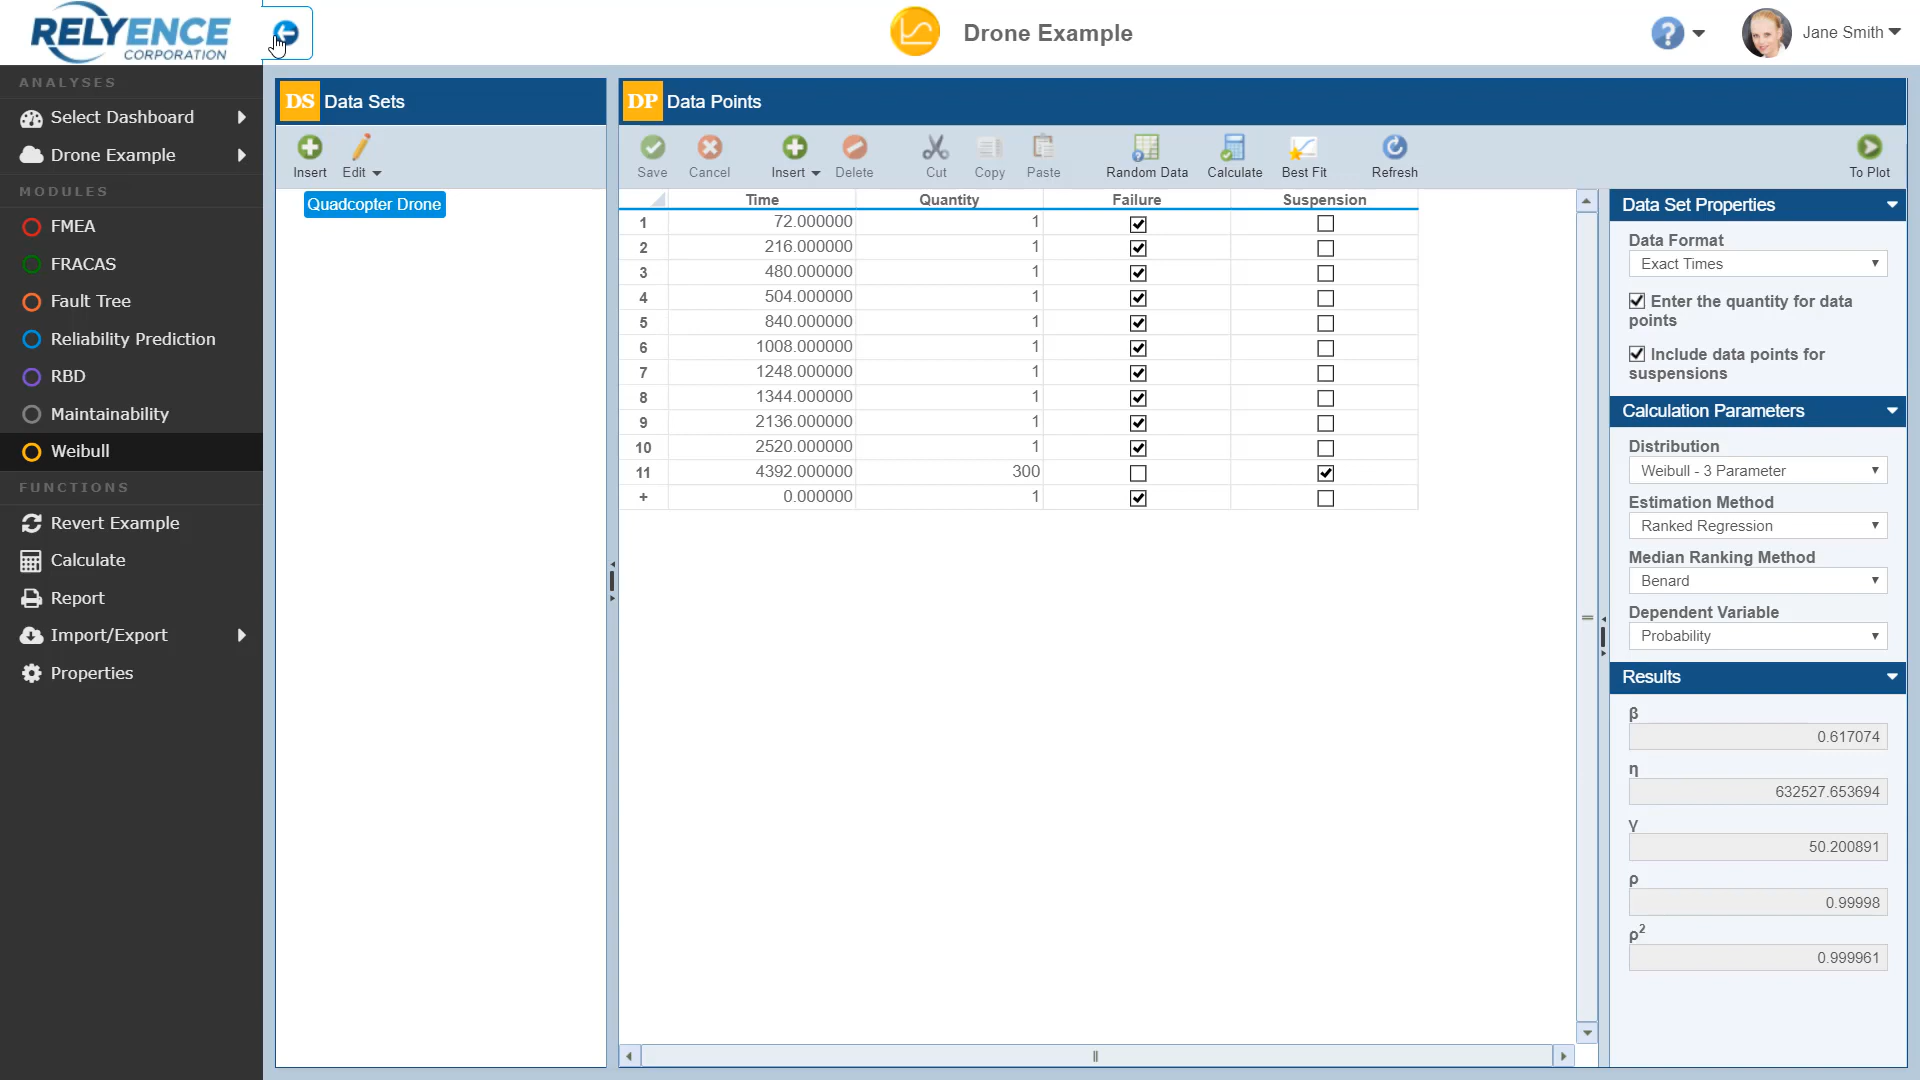 RELYENCE
CORPORATION
Drone Example
Jane Smith
ANALYSES
Select Dashboard
Drone Example
MODULES
FMEA
FRACAS
Fault Tree
Reliability Prediction
RBD
Maintainability
Weibull
FUNCTIONS
Revert Example
Calculate
Report
Import/Export
Properties
DS Data Sets
Insert Edit
Quadcopter Drone
DP Data Points
Save Cancel Insert Delete Cut Copy Paste Random Data Calculate Best Fit Refresh To Plot
Time Quantity Failure Suspension
1 72.000000 1
2 216.000000 1
3 480.000000 1
4 504.000000 1
5 840.000000 1
6 1008.000000 1
7 1248.000000 1
8 1344.000000 1
9 2136.000000 1
10 2520.000000 1
11 4392.000000 300
+ 0.000000 1
Data Set Properties
Data Format
Exact Times
Enter the quantity for data
points
Include data points for
suspensions
Calculation Parameters
Distribution
Weibull - 3 Parameter
Estimation Method
Ranked Regression
Median Ranking Method
Benard
Dependent Variable
Probability
Results
β
0.617074
η
632527.653694
γ
50.200891
ρ
0.99998
ρ²
0.999961